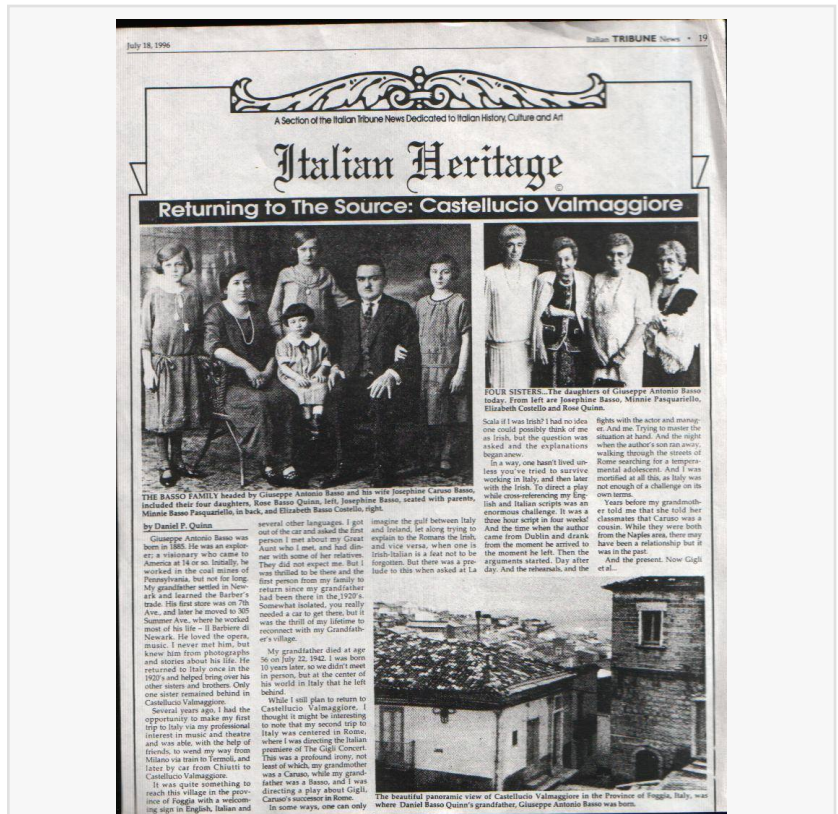 July 18, 1996
Italian TRIBUNE News • 19
A Section of the Italian Tribune News Dedicated to Italian History, Culture and Art
Italian Heritage
©
Returning to The Source: Castellucio Valmaggiore
THE BASSO FAMILY headed by Giuseppe Antonio Basso and his wife Josephine Caruso Basso,
included their four daughters, Rose Basso Quinn, left, Josephine Basso, seated with parents,
Minnie Basso Pasquariello, in back, and Elizabeth Basso Costello, right.
FOUR SISTERS...The daughters of Giuseppe Antonio Basso
today. From left are Josephine Basso, Minnie Pasquariello,
Elizabeth Costello and Rose Quinn.
by Daniel P. Quinn
Giuseppe Antonio Basso was
born in 1885. He was an explor-
er; a visionary who came to
America at 14 or so. Initially, he
worked in the coal mines of
Pennsylvania, but not for long.
My grandfather settled in New-
ark and learned the Barber's
trade. His first store was on 7th
Ave., and later he moved to 305
Summer Ave., where he worked
most of his life – Il Barbiere di
Newark. He loved the opera,
music. I never met him, but
knew him from photographs
and stories about his life. He
returned to Italy once in the
1920's and helped bring over his
other sisters and brothers. Only
one sister remained behind in
Castellucio Valmaggiore.
Several years ago, I had the
opportunity to make my first
trip to Italy via my professional
interest in music and theatre
and was able, with the help of
friends, to wend my way from
Milano via train to Termoli, and
later by car from Chiutti to
Castellucio Valmaggiore.
It was quite something to
reach this village in the prov-
ince of Foggia with a welcom-
ing sign in English, Italian and
several other languages. I got
out of the car and asked the first
person I met about my Great
Aunt who I met, and had din-
ner with some of her relatives.
They did not expect me. But I
was thrilled to be there and the
first person from my family to
return since my grandfather
had been there in the 1920's.
Somewhat isolated, you really
needed a car to get there, but it
was the thrill of my lifetime to
reconnect with my Grandfath-
er's village.
My grandfather died at age
56 on July 22, 1942. I was born
10 years later, so we didn't meet
in person, but at the center of
his world in Italy that he left
behind.
While I still plan to return to
Castellucio Valmaggiore, I
thought it might be interesting
to note that my second trip to
Italy was centered in Rome,
where I was directing the Italian
premiere of The Gigli Concert.
This was a profound irony, not
least of which, my grandmother
was a Caruso, while my grand-
father was a Basso, and I was
directing a play about Gigli,
Caruso's successor in Rome.
In some ways, one can only
imagine the gulf between Italy
and Ireland, let along trying to
explain to the Romans the Irish,
and vice versa, when one is
Irish-Italian is a feat not to be
forgotten. But there was a pre-
lude to this when asked at La
Scala if I was Irish? I had no idea
one could possibly think of me
as Irish, but the question was
asked and the explanations
began anew.
In a way, one hasn't lived un-
less you've tried to survive
working in Italy, and then later
with the Irish. To direct a play
while cross-referencing my Eng-
lish and Italian scripts was an
enormous challenge. It was a
three hour script in four weeks!
And the time when the author
came from Dublin and drank
from the moment he arrived to
the moment he left. Then the
arguments started. Day after
day. And the rehearsals, and the
fights with the actor and manag-
er. And me. Trying to master the
situation at hand. And the night
when the author's son ran away,
walking through the streets of
Rome searching for a tempera-
mental adolescent. And I was
mortified at all this, as Italy was
not enough of a challenge on its
own terms.
Years before my grandmoth-
er told me that she told her
classmates that Caruso was a
cousin. While they were both
from the Naples area, there may
have been a relationship but it
was in the past.
And the present. Now Gigli
et al...
The beautiful panoramic view of Castellucio Valmaggiore in the Province of Foggia, Italy, was
where Daniel Basso Quinn's grandfather, Giuseppe Antonio Basso was born.